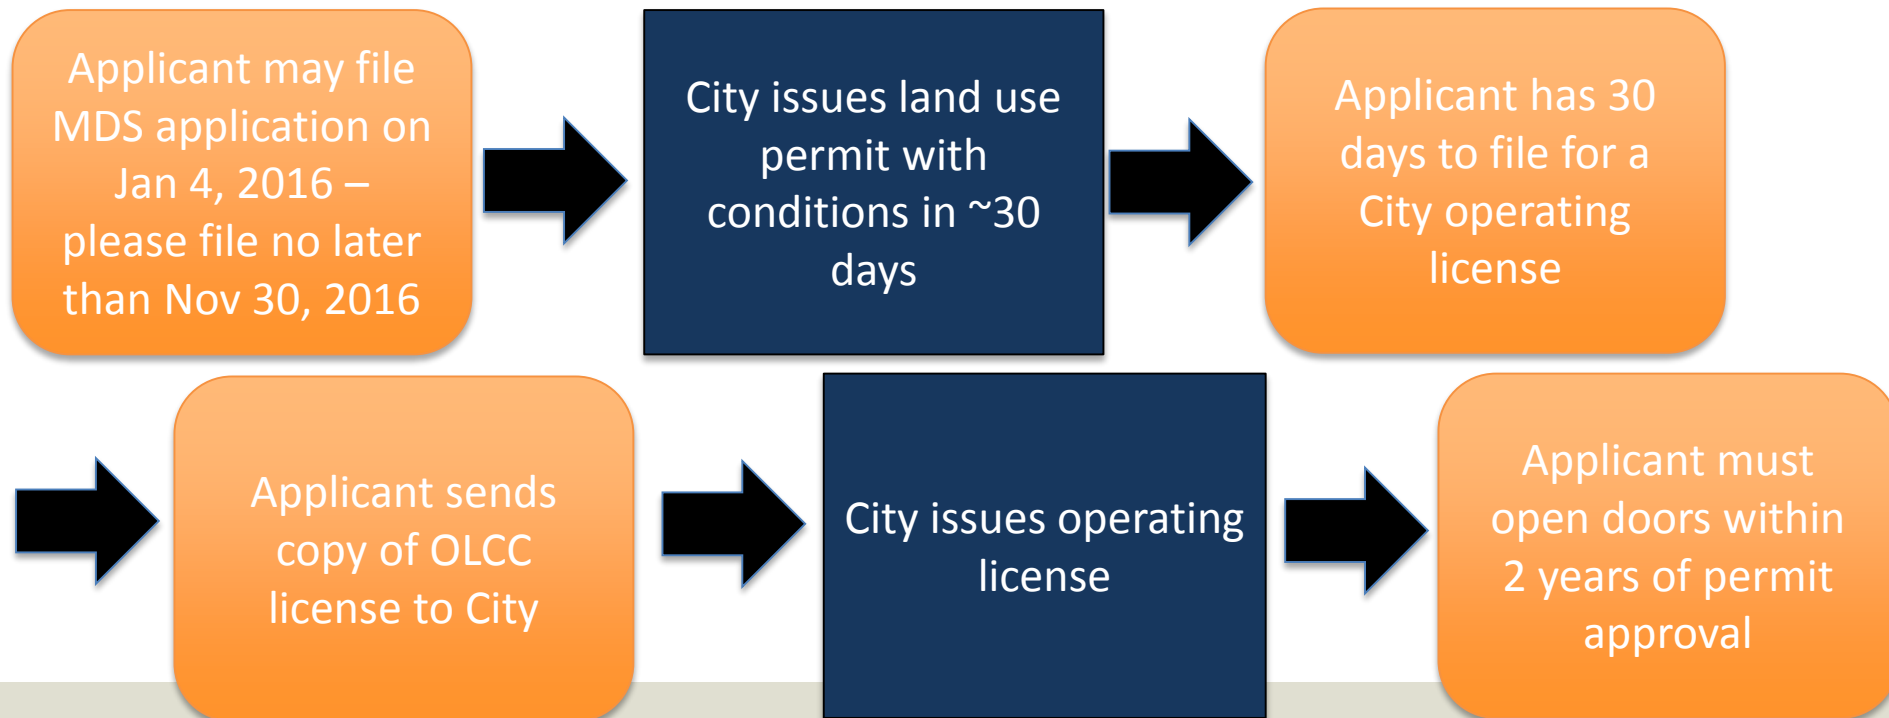 Applicant may file
MDS application on
Jan 4, 2016 –
please file no later
than Nov 30, 2016
City issues land use
permit with
conditions in ~30
days
Applicant has 30
days to file for a
City operating
license
Applicant sends
copy of OLCC
license to City
City issues operating
license
Applicant must
open doors within
2 years of permit
approval